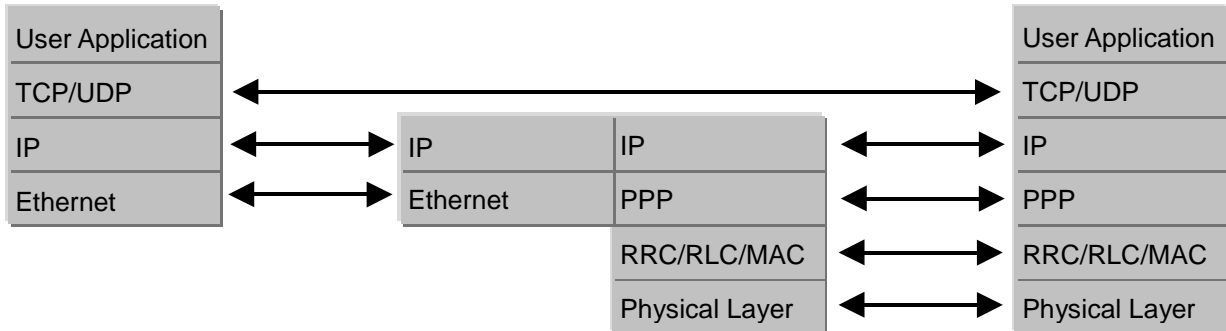 User Application
TCP/UDP
IP
Ethernet
IP
Ethernet
IP
PPP
RRC/RLC/MAC
Physical Layer
User Application
TCP/UDP
IP
PPP
RRC/RLC/MAC
Physical Layer